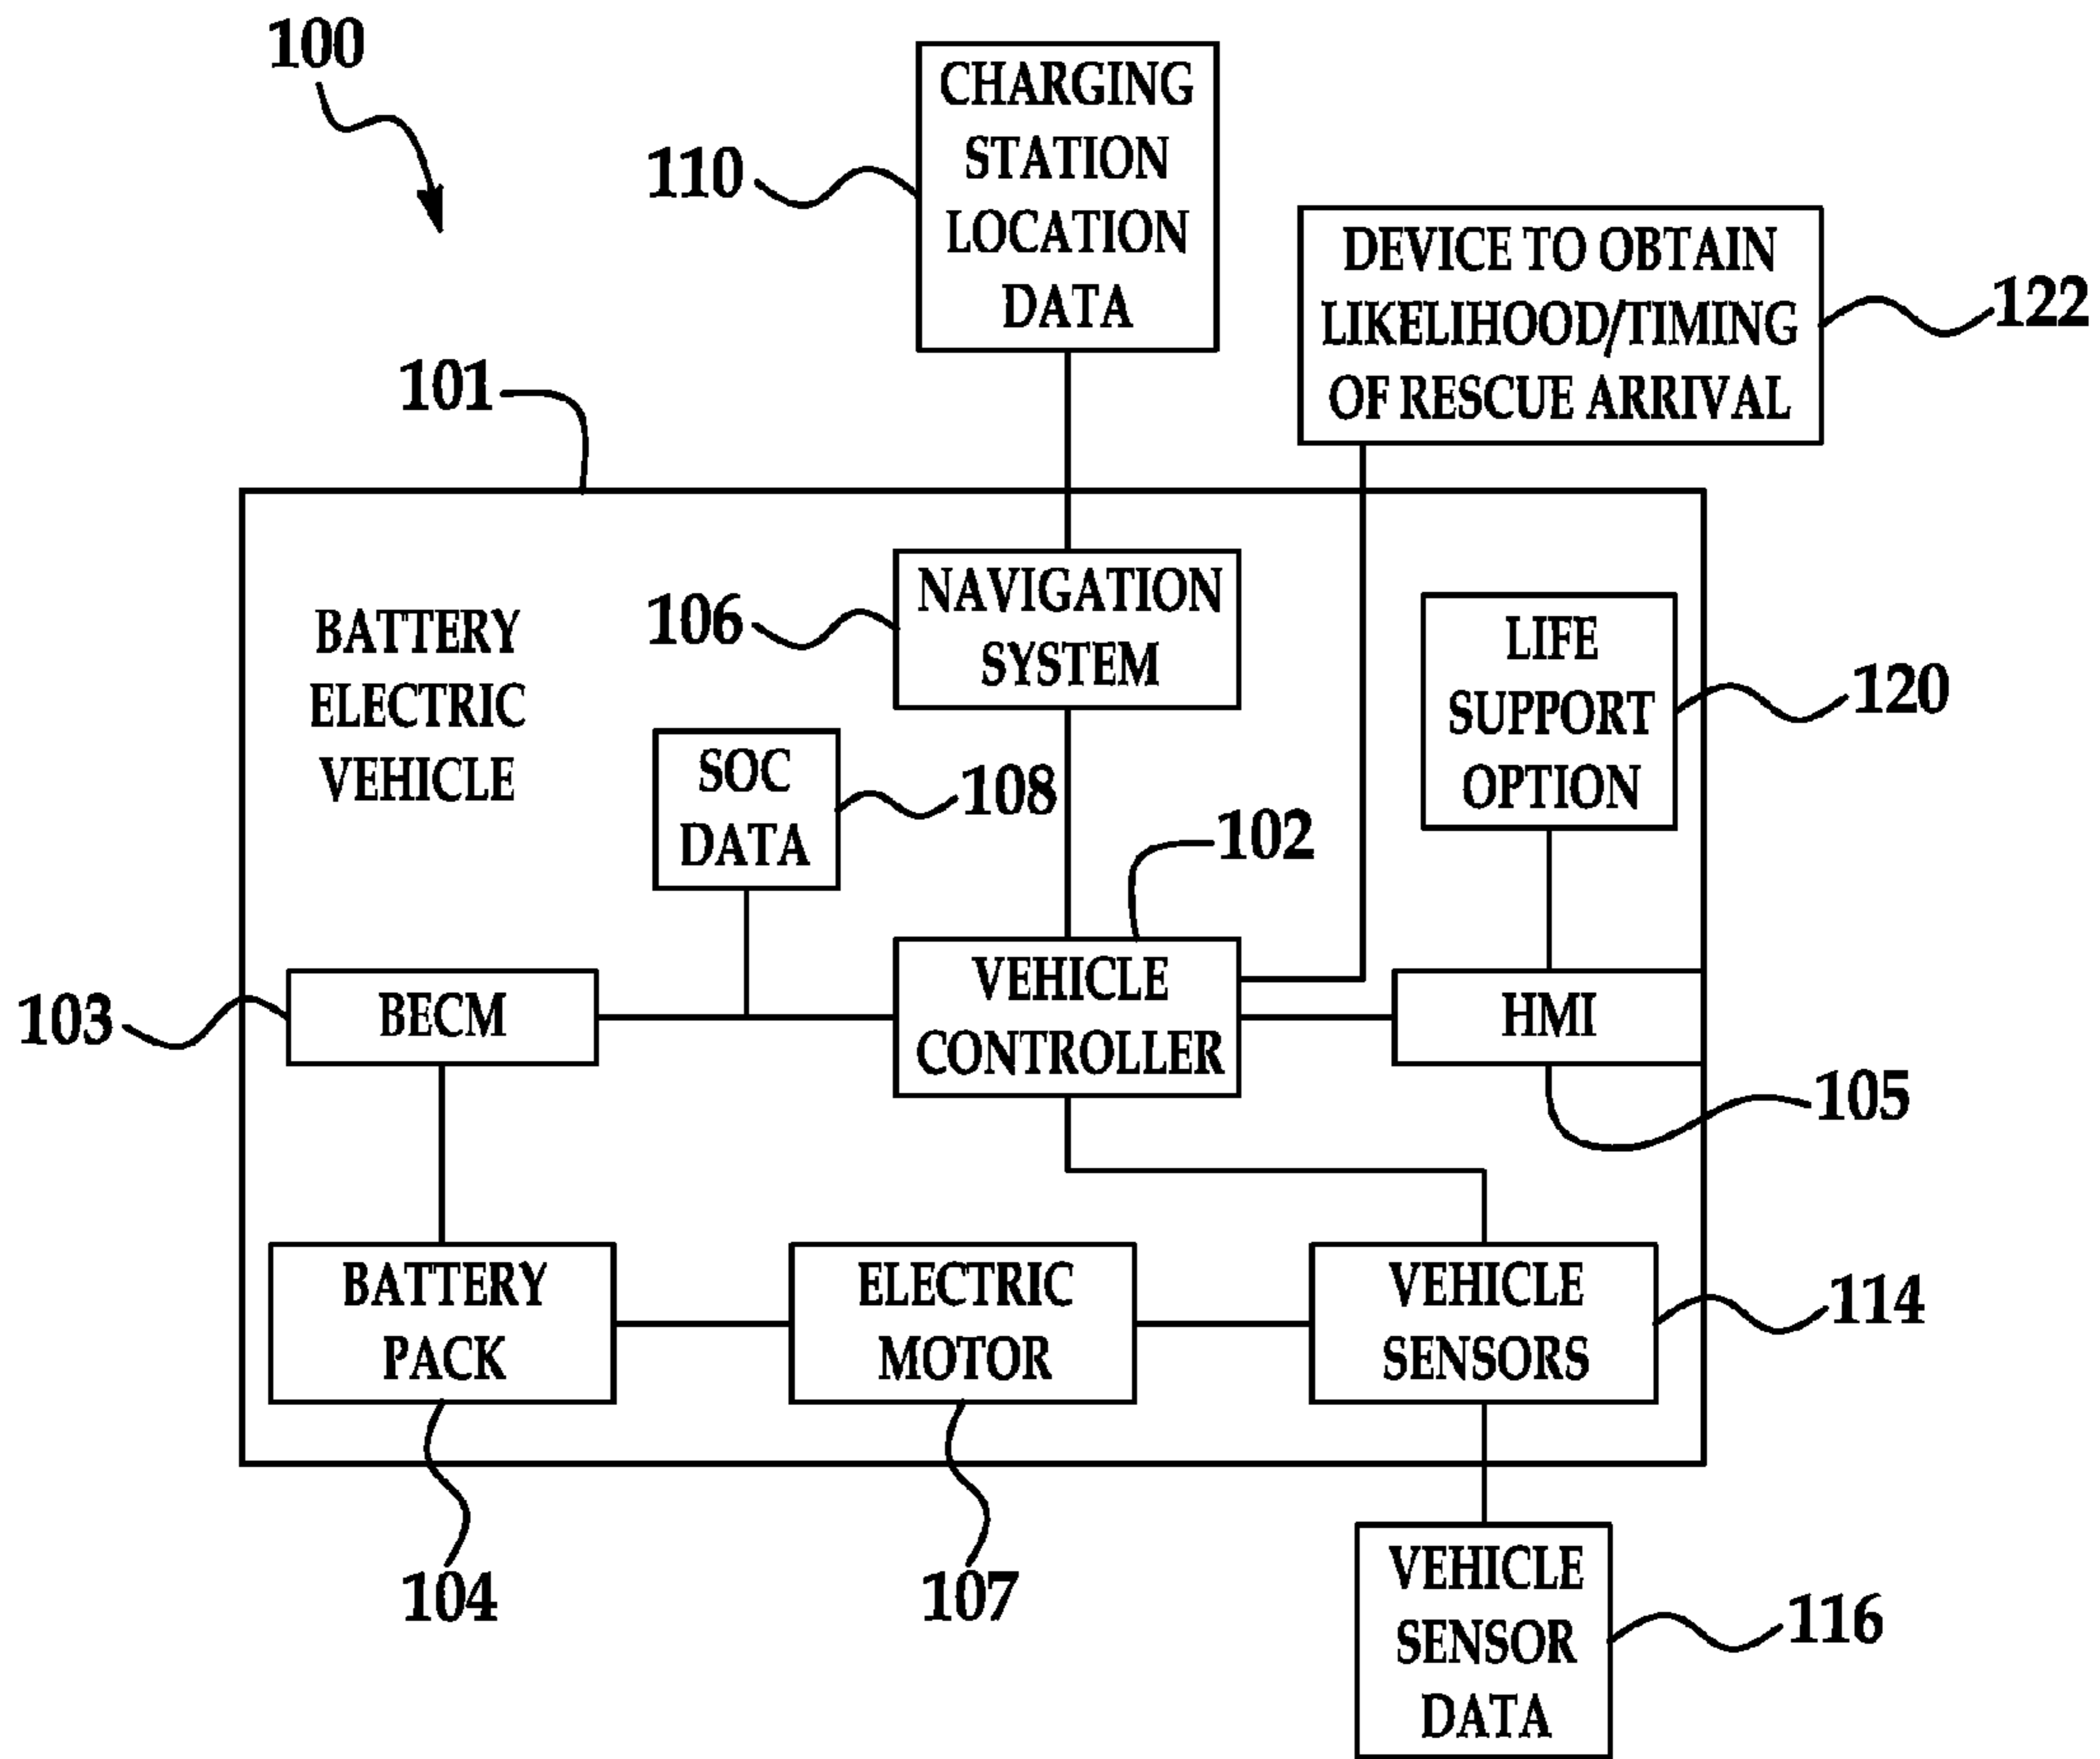 100
CHARGING
STATION
LOCATION
DATA
110
DEVICE TO OBTAIN
LIKELIHOOD/TIMING
OF RESCUE ARRIVAL
122
101
BATTERY
ELECTRIC
VEHICLE
NAVIGATION
SYSTEM
106
LIFE
SUPPORT
OPTION
120
SOC
DATA
108
102
VEHICLE
CONTROLLER
BECM
103
HMI
105
BATTERY
PACK
ELECTRIC
MOTOR
VEHICLE
SENSORS
114
104
107
VEHICLE
SENSOR
DATA
116